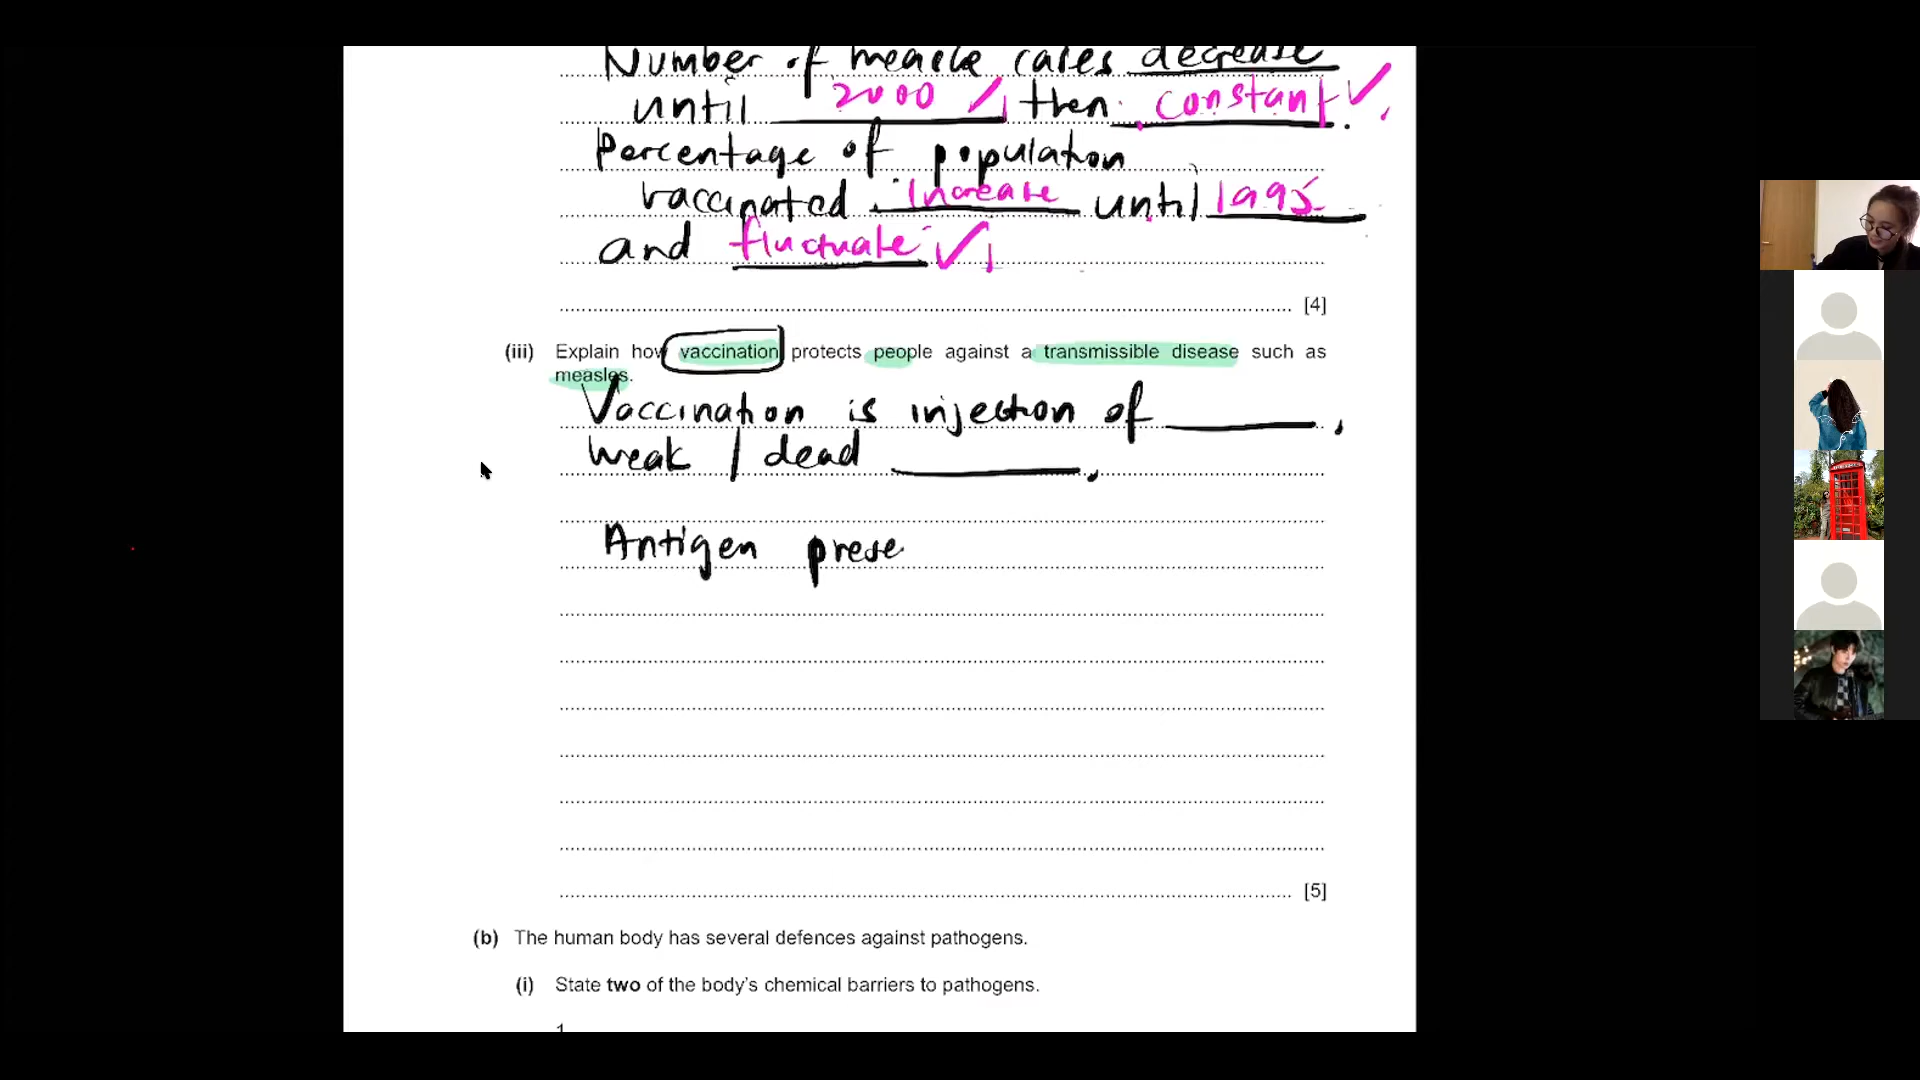 Number of measle cases decrease
until 2000 then constant.
Percentage of population
vaccinated increase until 1995
and fluctuate
[4]
(iii) Explain how vaccination protects people against a transmissible disease such as
measles.
Vaccination is injection of ______,
weak / dead ______.
Antigen prese
[5]
(b) The human body has several defences against pathogens.
(i) State two of the body's chemical barriers to pathogens.
1